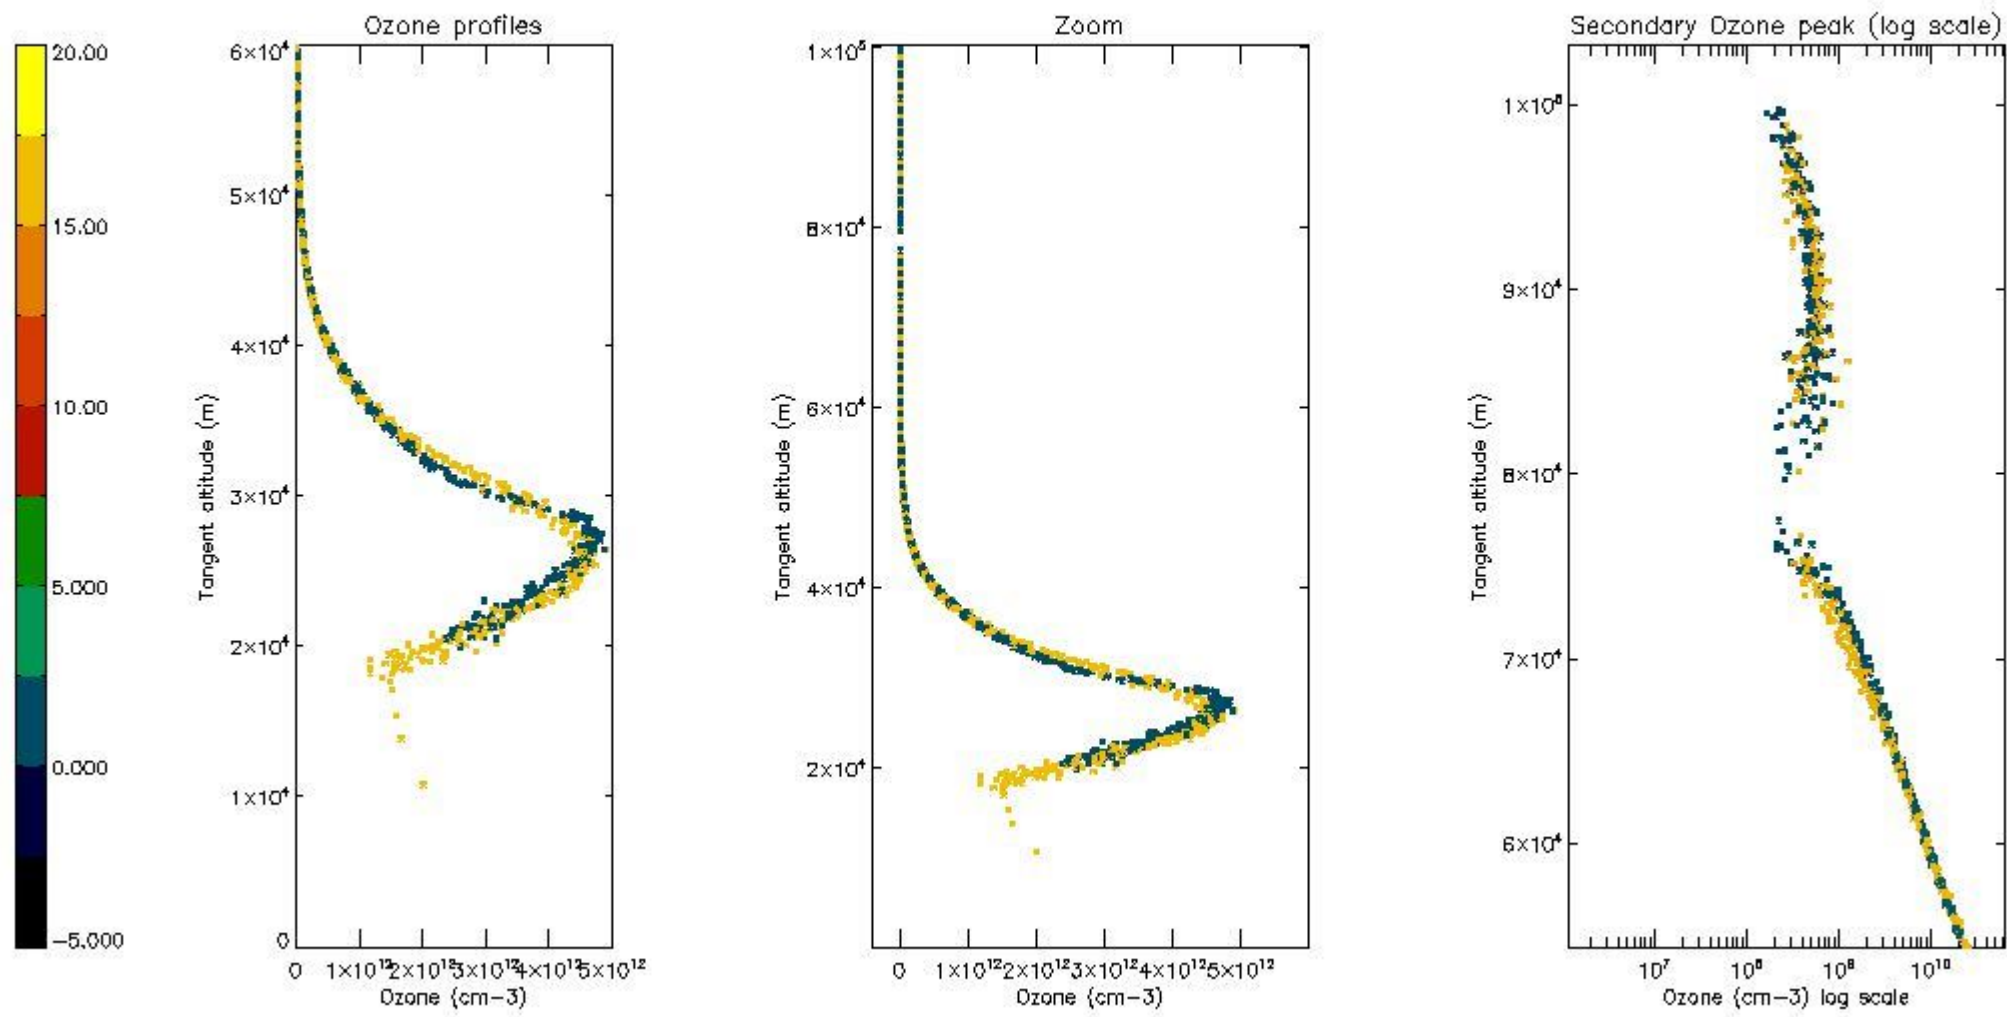 Ozone profiles
Zoom
Secondary Ozone peak (log scale)
20.00
15.00
10.00
5.000
0.000
-5.000
6×10⁴
5×10⁴
4×10⁴
3×10⁴
2×10⁴
1×10⁴
0
Tangent altitude (m)
0 1×10¹² 2×10¹² 3×10¹² 4×10¹² 5×10¹²
Ozone (cm-3)
1×10⁵
8×10⁴
6×10⁴
4×10⁴
2×10⁴
Tangent altitude (m)
0 1×10¹² 2×10¹² 3×10¹² 4×10¹² 5×10¹²
Ozone (cm-3)
1×10⁵
9×10⁴
8×10⁴
7×10⁴
6×10⁴
Tangent altitude (m)
10⁷ 10⁸ 10⁹ 10¹⁰
Ozone (cm-3) log scale